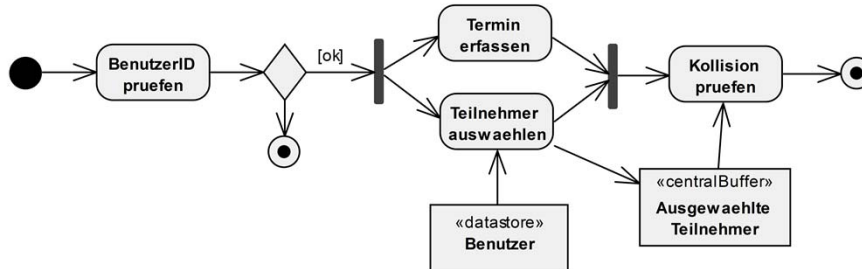 BenutzerID
pruefen
[ok]
Termin
erfassen
Teilnehmer
auswaehlen
Kollision
pruefen
«datastore»
Benutzer
«centralBuffer»
Ausgewaehlte
Teilnehmer